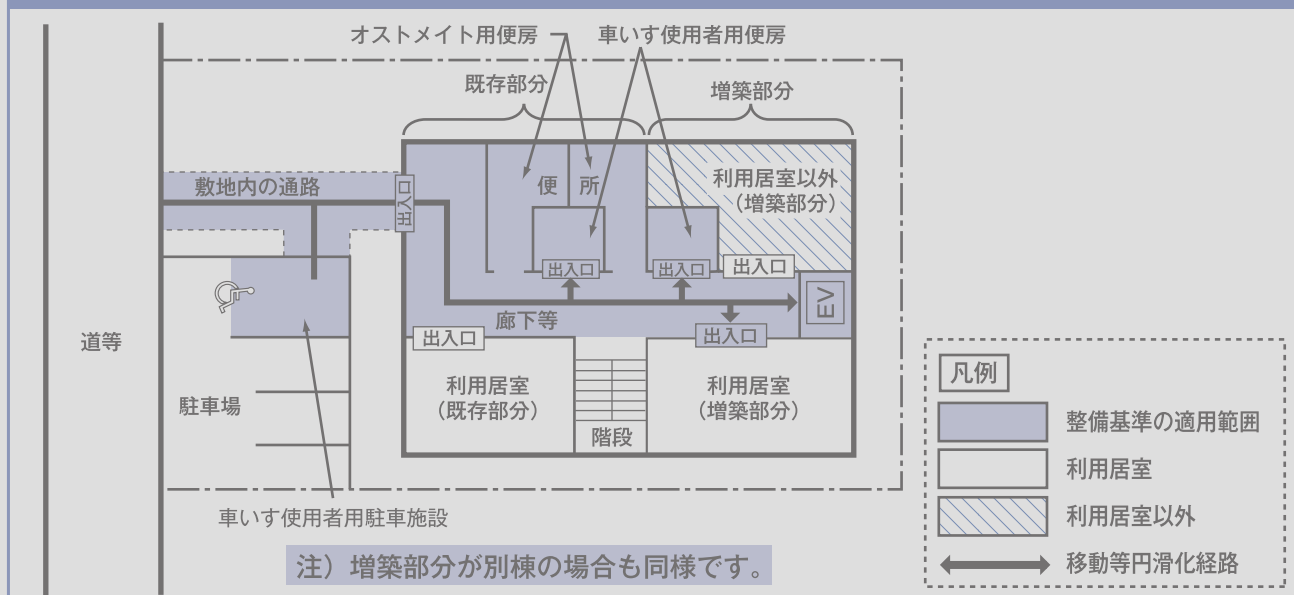 オストメイト用便房
車いす使用者用便房
既存部分
増築部分
敷地内の通路
出入口
便
所
利用居室以外
（増築部分）
出入口
出入口
出入口
EV
廊下等
出入口
出入口
道等
駐車場
利用居室
（既存部分）
階段
利用居室
（増築部分）
車いす使用者用駐車施設
注）増築部分が別棟の場合も同様です。
凡例
整備基準の適用範囲
利用居室
利用居室以外
移動等円滑化経路